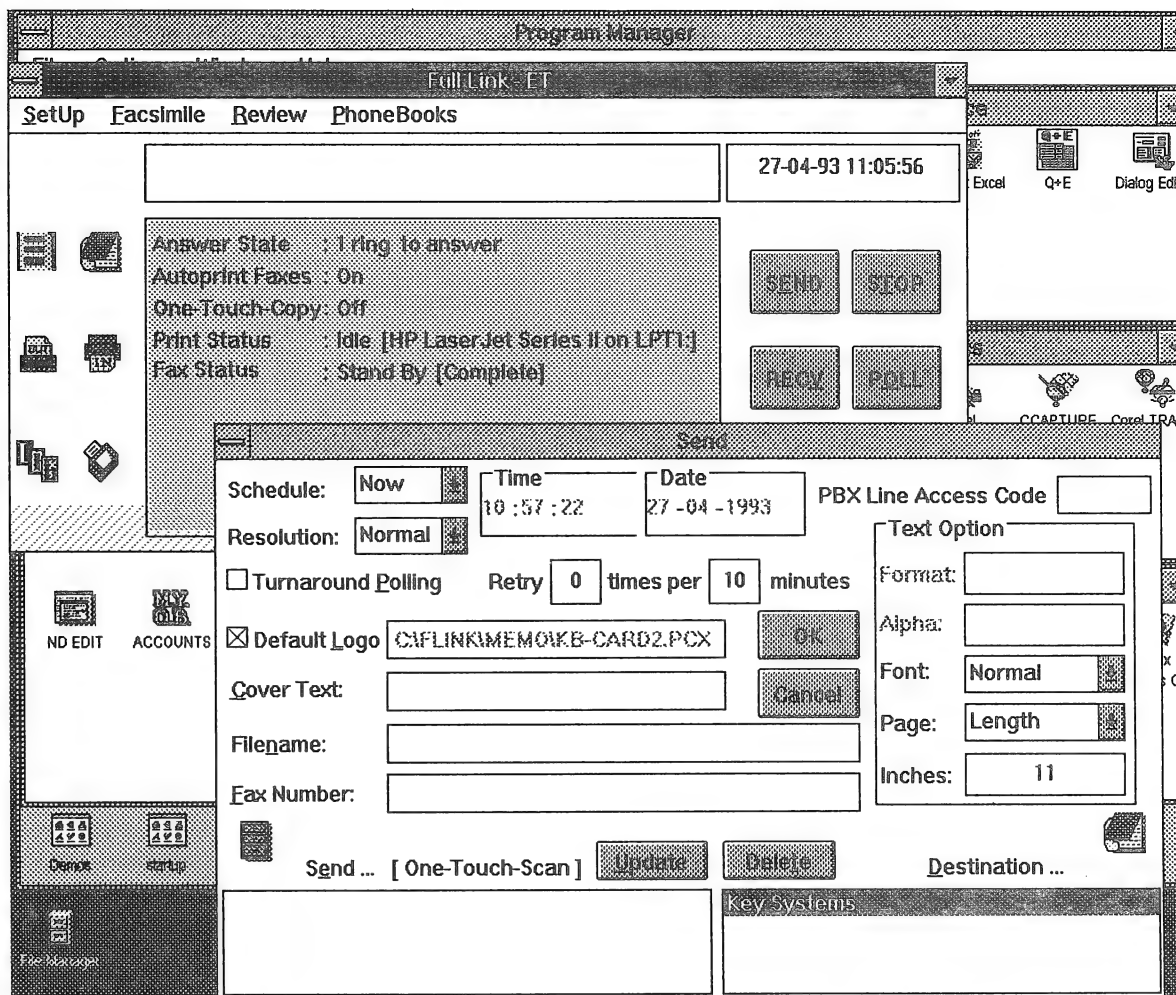 Program Manager
Full Link - ET
SetUp Facsimile Review PhoneBooks
27-04-93 11:05:56
Excel Q+E Dialog Edi
Answer State : 1 ring to answer
Autoprint Faxes : On
One-Touch-Copy: Off
Print Status : Idle [HP LaserJet Series II on LPT1:]
Fax Status : Stand By [Complete]
SEND STOP
RECV POLL
OUT IN
CCAPTURE Corel TRA
Send
Schedule: Now Time Date PBX Line Access Code
10 :57 :22 27 -04 -1993
Resolution: Normal Text Option
Turnaround Polling Retry 0 times per 10 minutes Format:
Default Logo C:\FLINK\MEMO\KB-CARD2.PCX OK Alpha:
Cover Text: Cancel Font: Normal
Filename: Page: Length
Fax Number: Inches: 11
ND EDIT ACCOUNTS
M.Y.
O.B.
Demos startup
Send ... [ One-Touch-Scan ] Update Delete Destination ...
Key Systems
File Manager